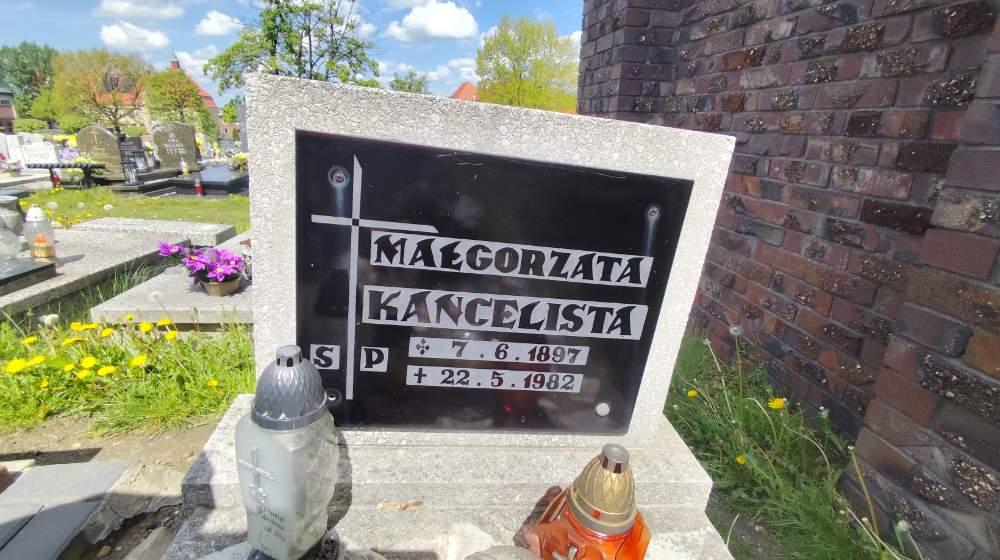 MAŁGORZATA
KANCELISTA
S P
7.6.1897
+ 22.5.1982